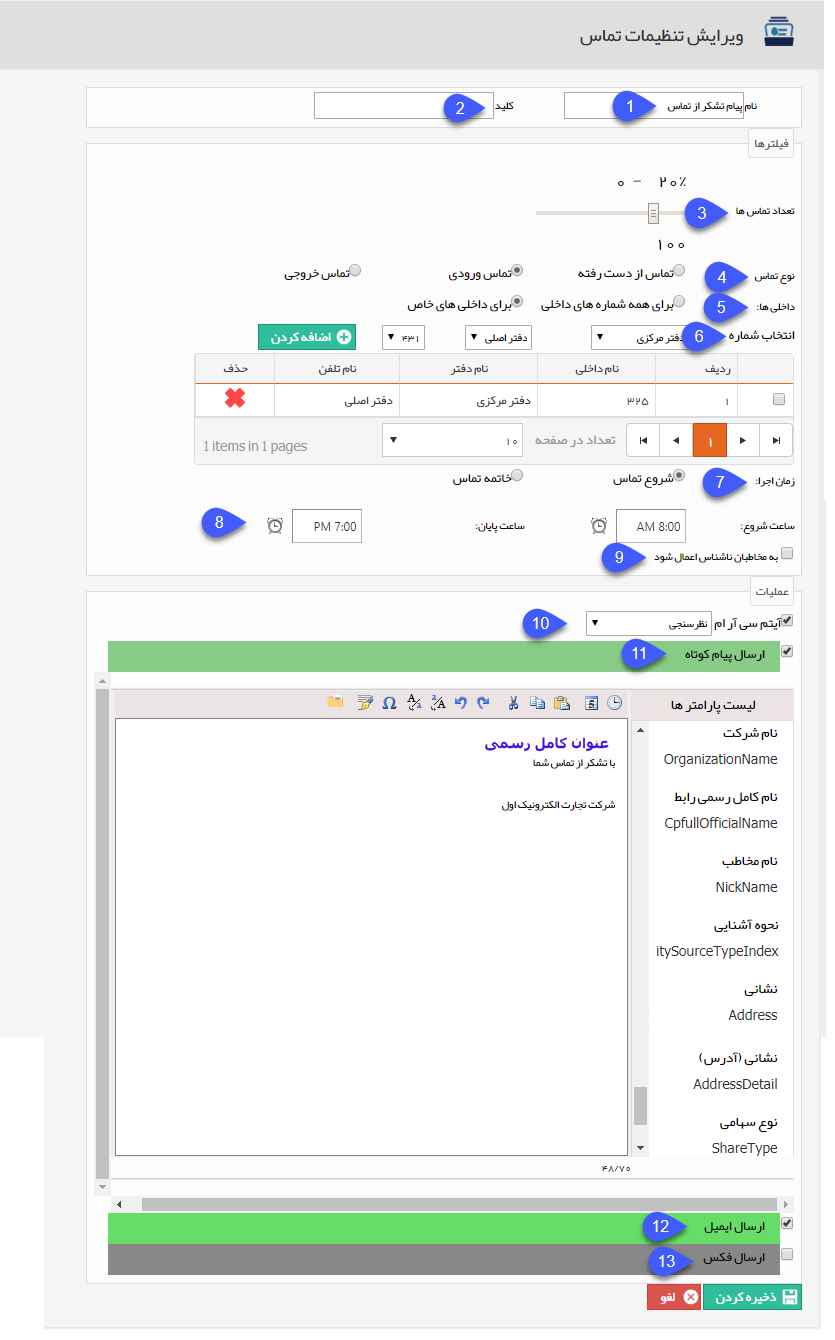 ویرایش تنظیمات تماس
نام پیام تشکر از تماس 1 کلید 2
فیلترها
۰ - ۲۰٪
تعداد تماس ها 3
۱۰۰
نوع تماس 4 تماس از دست رفته تماس ورودی تماس خروجی
داخلی ها: 5 برای همه شماره های داخلی برای داخلی های خاص
انتخاب شماره 6 دفتر مرکزی دفتر اصلی ۴۳۱ اضافه کردن
ردیف نام داخلی نام دفتر نام تلفن حذف
۱ ۳۲۵ دفتر مرکزی دفتر اصلی
۱ تعداد در صفحه ۱۰ 1 items in 1 pages
زمان اجرا: 7 شروع تماس خاتمه تماس
ساعت شروع: 8:00 AM ساعت پایان: 7:00 PM 8
به مخاطبان ناشناس اعمال شود 9
عملیات
آیتم سی آر ام نظرسنجی 10
ارسال پیام کوتاه 11
لیست پارامتر ها
نام شرکت
OrganizationName
نام کامل رسمی رابط
CpfullOfficialName
نام مخاطب
NickName
نحوه آشنایی
itySourceTypeIndex
نشانی
Address
نشانی (آدرس)
AddressDetail
نوع سهامی
ShareType
عنوان کامل رسمی
با تشکر از تماس شما
شرکت تجارت الکترونیک اول
۴۸/۷۰
ارسال ایمیل 12
ارسال فکس 13
ذخیره کردن لغو